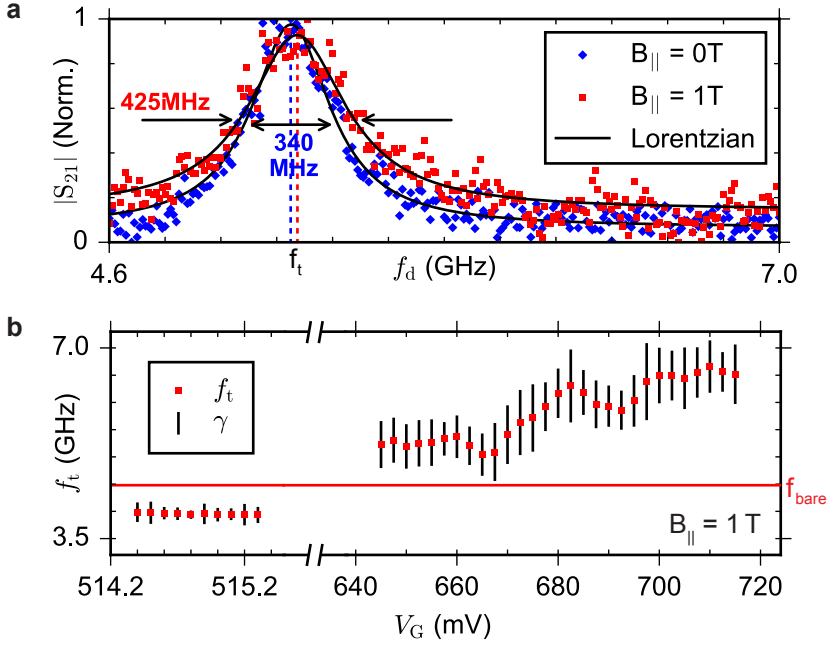 a
|S21| (Norm.)
1
0
425MHz
340
MHz
B|| = 0T
B|| = 1T
Lorentzian
4.6
ft
fd (GHz)
7.0
b
ft (GHz)
7.0
3.5
ft
γ
fbare
B|| = 1 T
514.2
515.2
640
660
680
700
720
VG (mV)